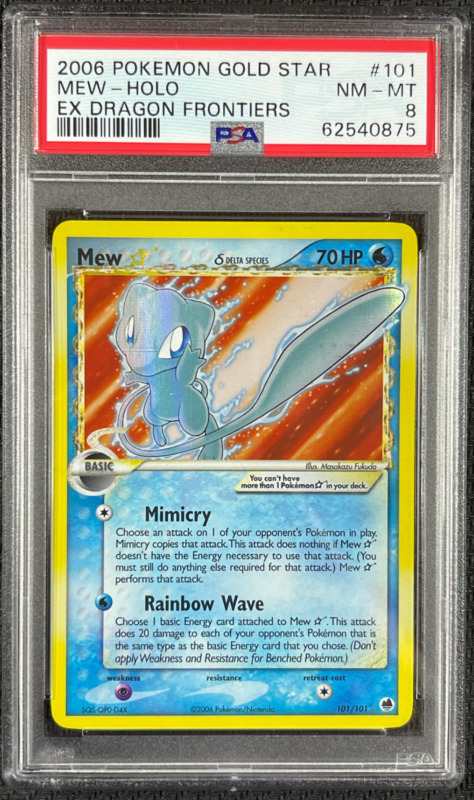 2006 POKEMON GOLD STAR #101
MEW - HOLO NM - MT
EX DRAGON FRONTIERS 8
PSA 62540875
Mew ☆ δ DELTA SPECIES 70 HP
BASIC
Illus. Masakazu Fukuda
You can't have
more than 1 Pokémon☆ in your deck.
Mimicry
Choose an attack on 1 of your opponent's Pokémon in play.
Mimicry copies that attack. This attack does nothing if Mew ☆
doesn't have the Energy necessary to use that attack. (You
must still do anything else required for that attack.) Mew ☆
performs that attack.
Rainbow Wave
Choose 1 basic Energy card attached to Mew ☆. This attack
does 20 damage to each of your opponent's Pokémon that is
the same type as the basic Energy card that you chose. (Don't
apply Weakness and Resistance for Benched Pokémon.)
weakness resistance retreat cost
©2006 Pokémon/Nintendo 101/101
PSA